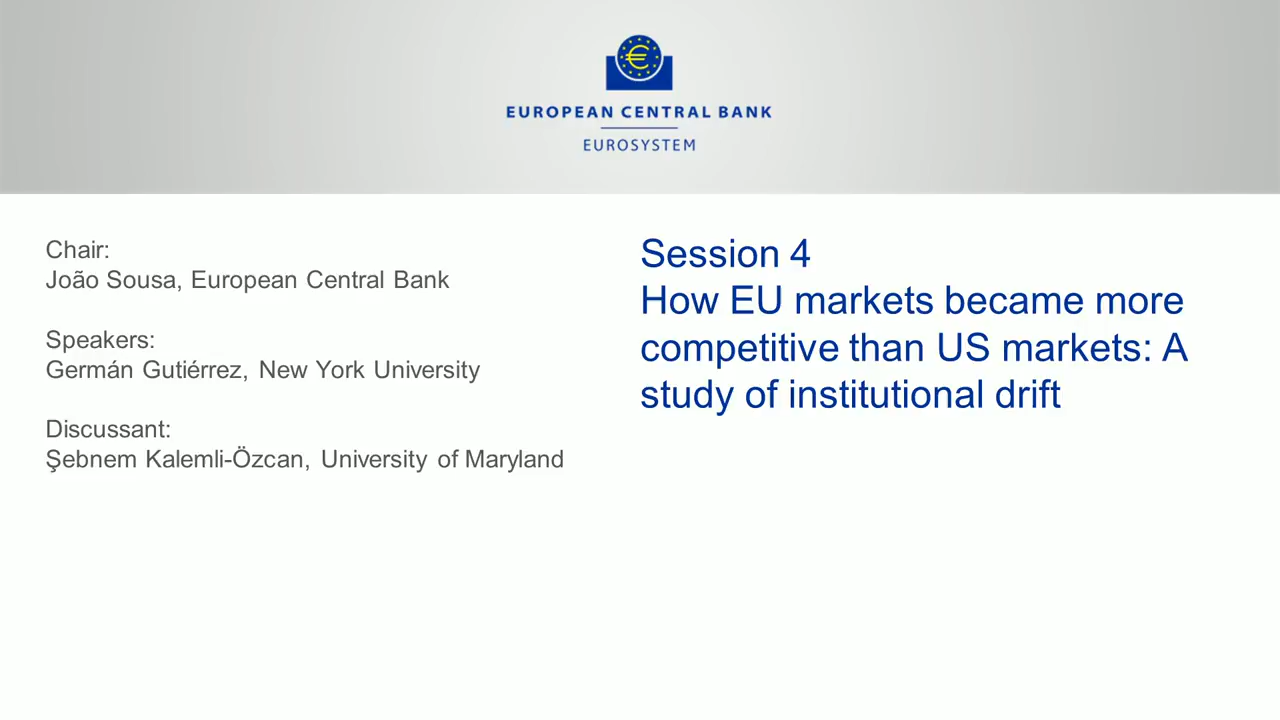 EUROPEAN CENTRAL BANK
EUROSYSTEM
Chair:
João Sousa, European Central Bank
Speakers:
Germán Gutiérrez, New York University
Discussant:
Şebnem Kalemli-Özcan, University of Maryland
Session 4
How EU markets became more
competitive than US markets: A
study of institutional drift